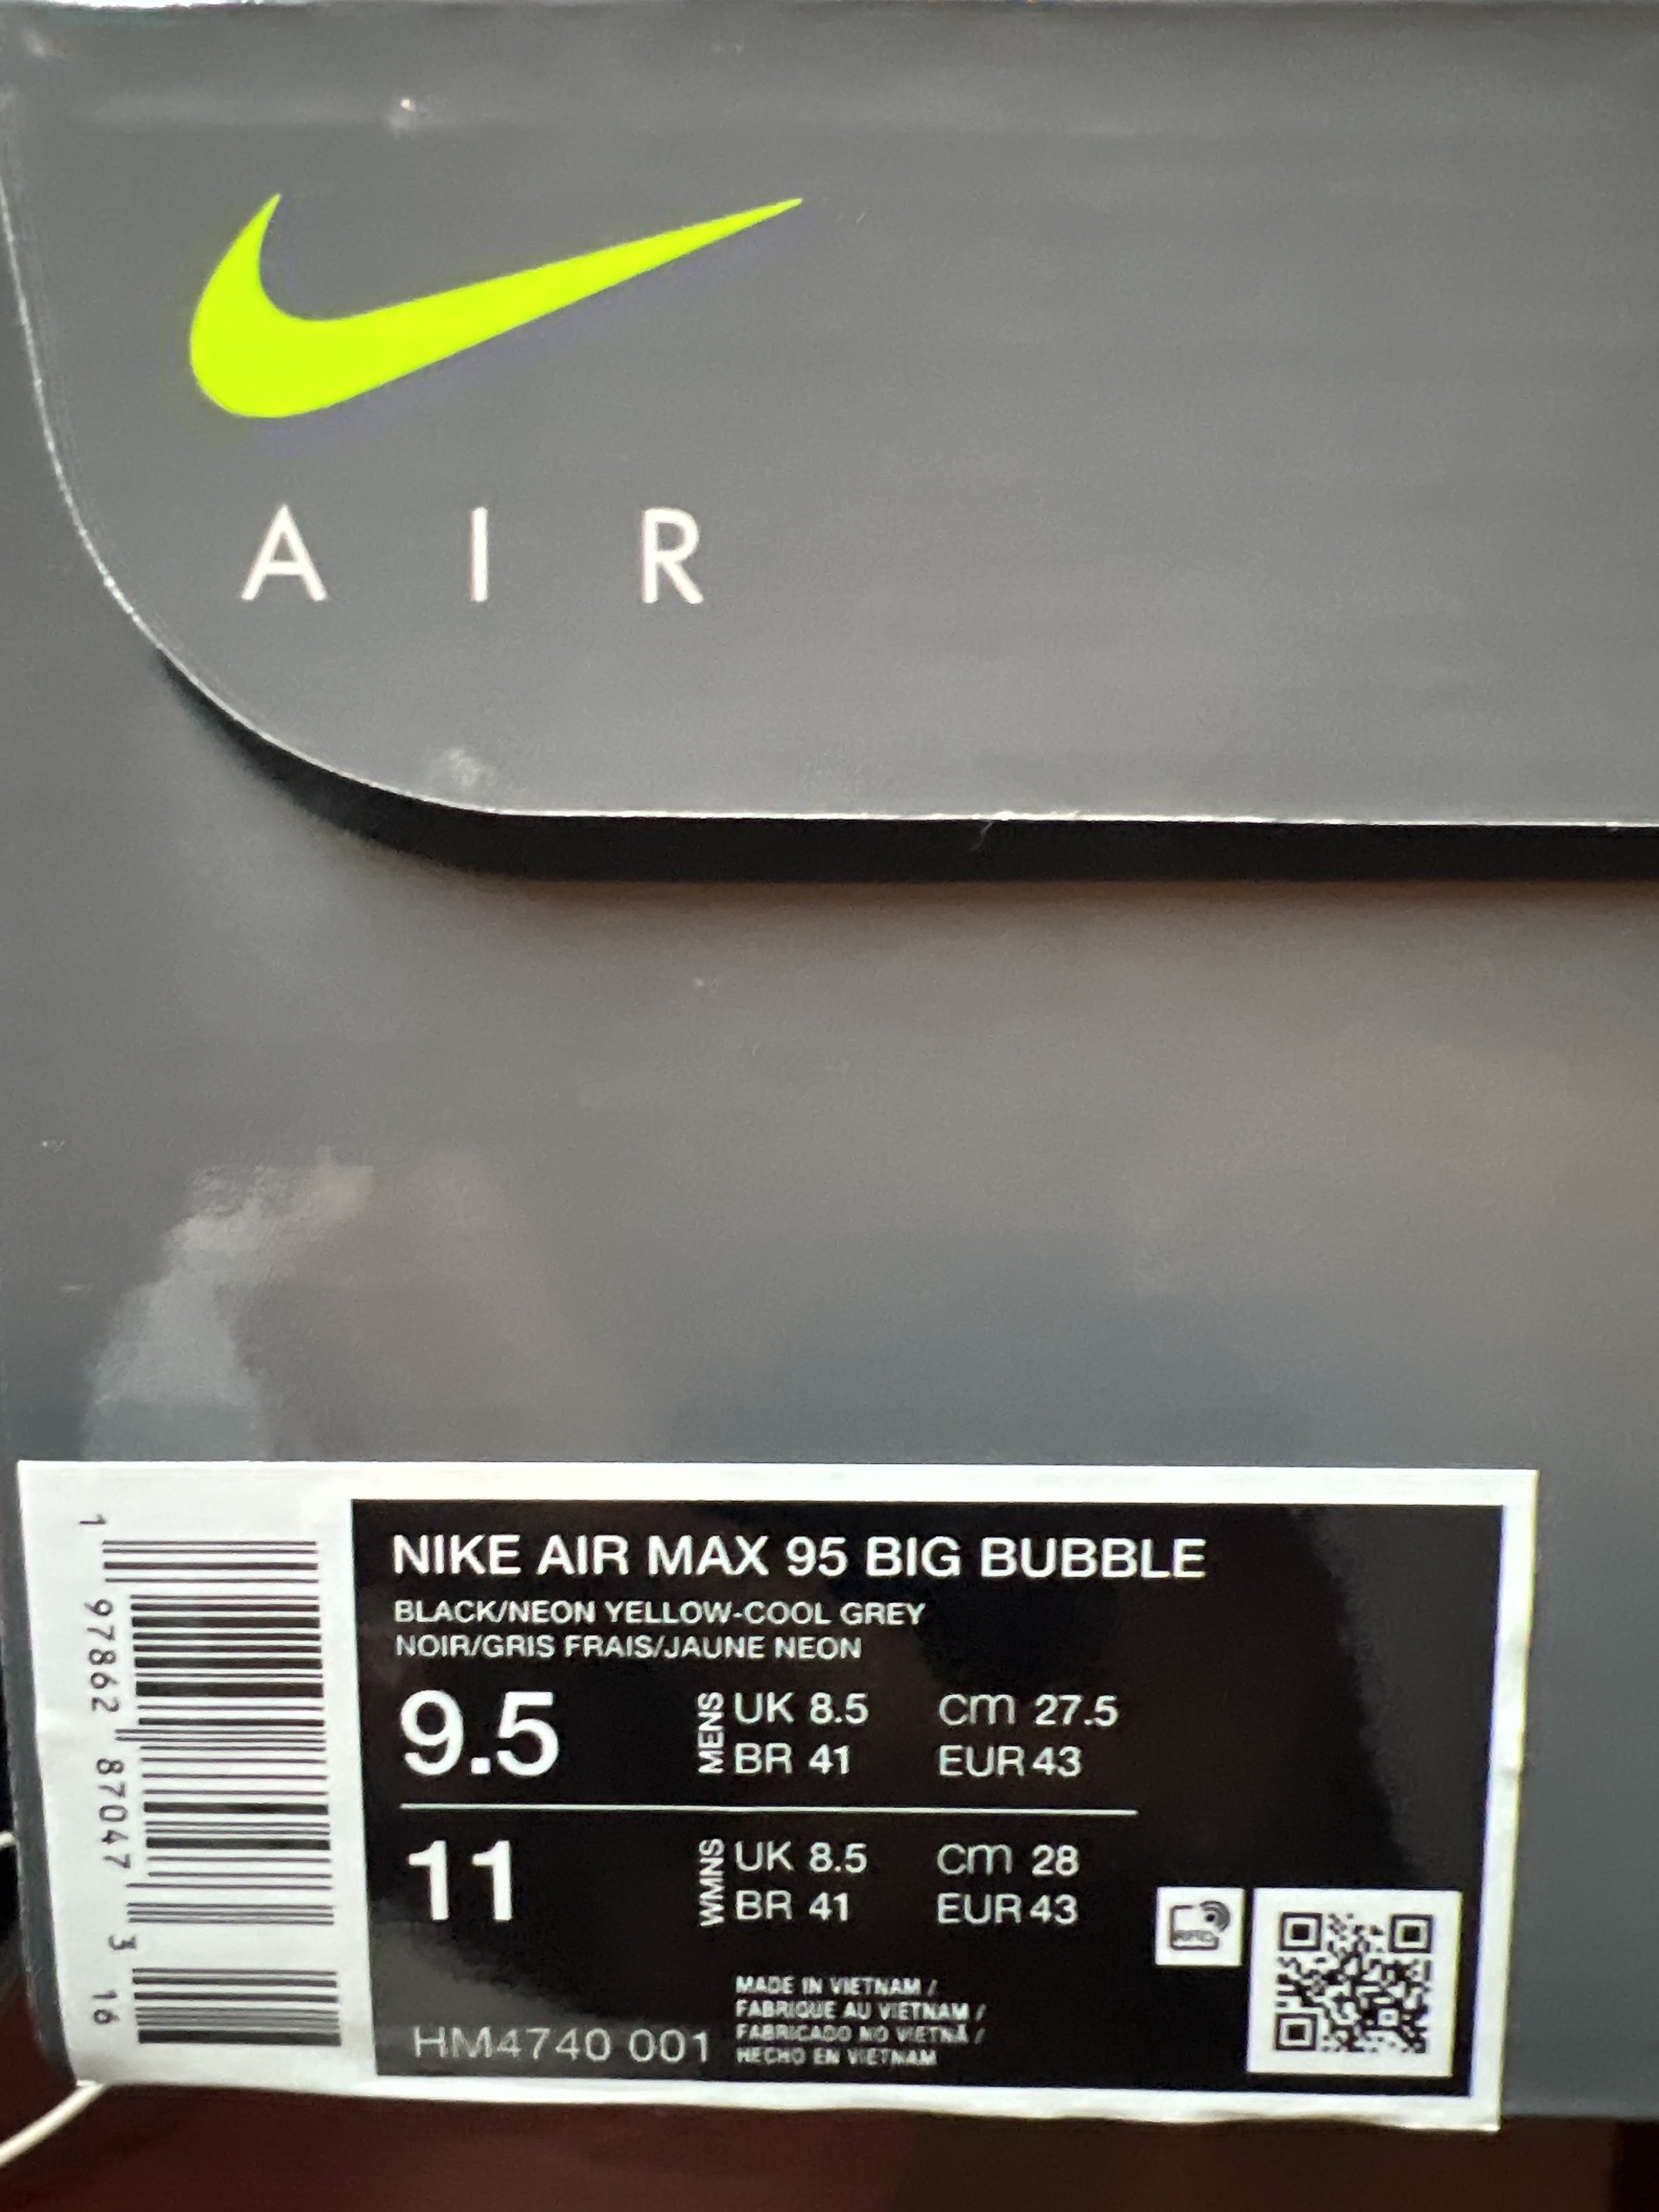 A I R
NIKE AIR MAX 95 BIG BUBBLE
BLACK/NEON YELLOW-COOL GREY
NOIR/GRIS FRAIS/JAUNE NEON
9.5 MENS UK 8.5 cm 27.5
BR 41 EUR 43
11 WMNS UK 8.5 cm 28
BR 41 EUR 43
MADE IN VIETNAM /
FABRIQUE AU VIETNAM /
FABRICADO NO VIETNÃ /
HECHO EN VIETNAM
HM4740 001
RFID
1 97862 87047 3 16